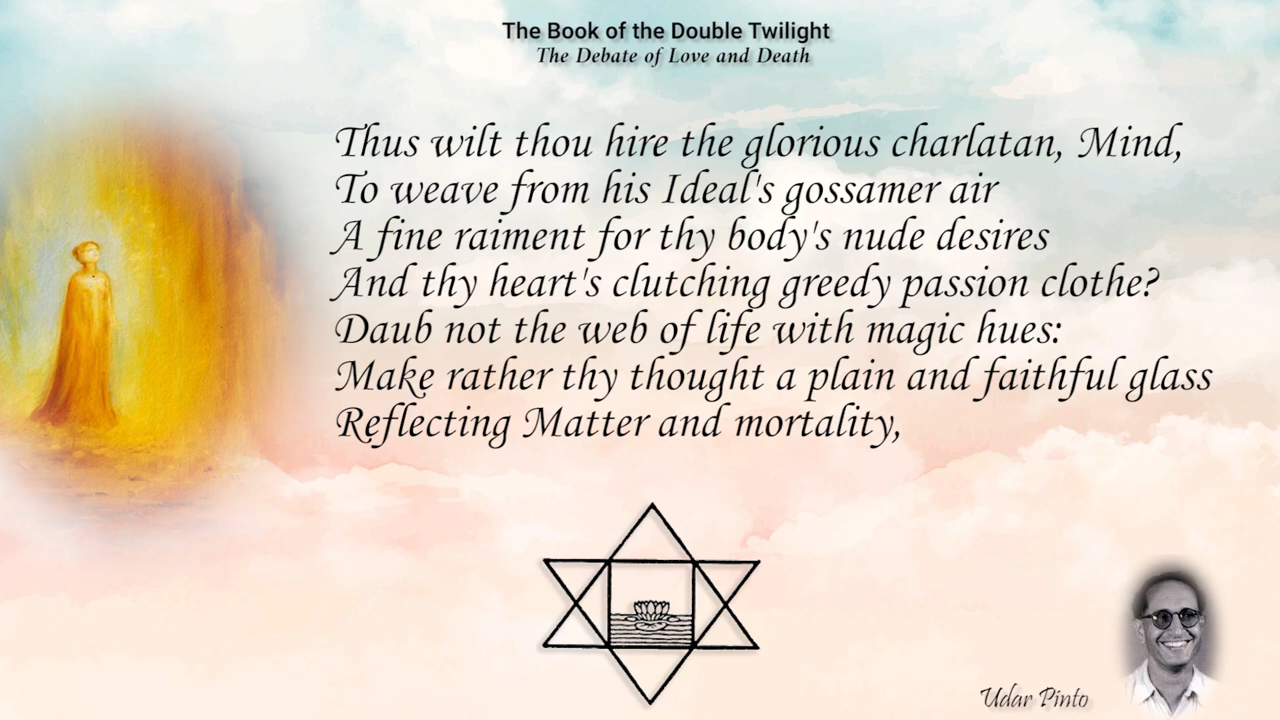 The Book of the Double Twilight
The Debate of Love and Death
Thus wilt thou hire the glorious charlatan, Mind,
To weave from his Ideal's gossamer air
A fine raiment for thy body's nude desires
And thy heart's clutching greedy passion clothe?
Daub not the web of life with magic hues:
Make rather thy thought a plain and faithful glass
Reflecting Matter and mortality,
Udar Pinto